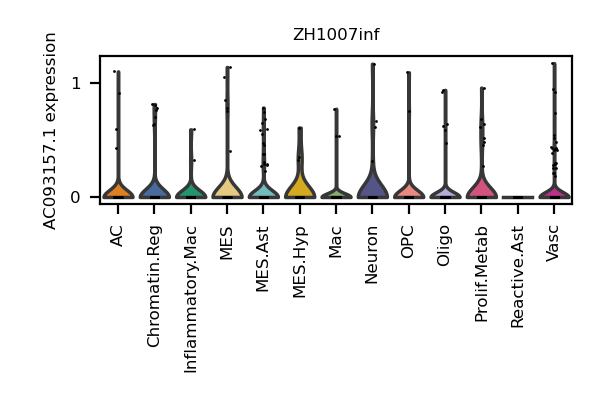 ZH1007inf
AC093157.1 expression
1
0
AC
Chromatin.Reg
Inflammatory.Mac
MES
MES.Ast
MES.Hyp
Mac
Neuron
OPC
Oligo
Prolif.Metab
Reactive.Ast
Vasc